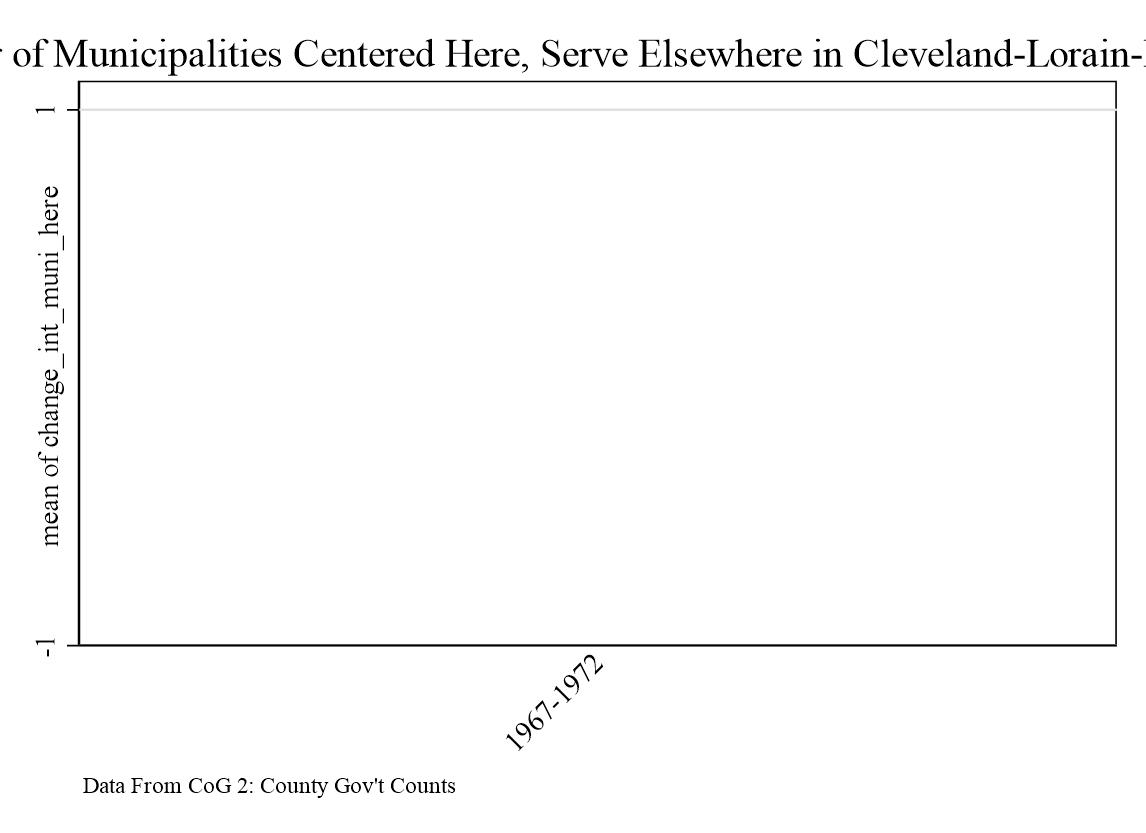 of Municipalities Centered Here, Serve Elsewhere in Cleveland-Lorain-
1
mean of change_int_muni_here
-1
1967-1972
Data From CoG 2: County Gov't Counts